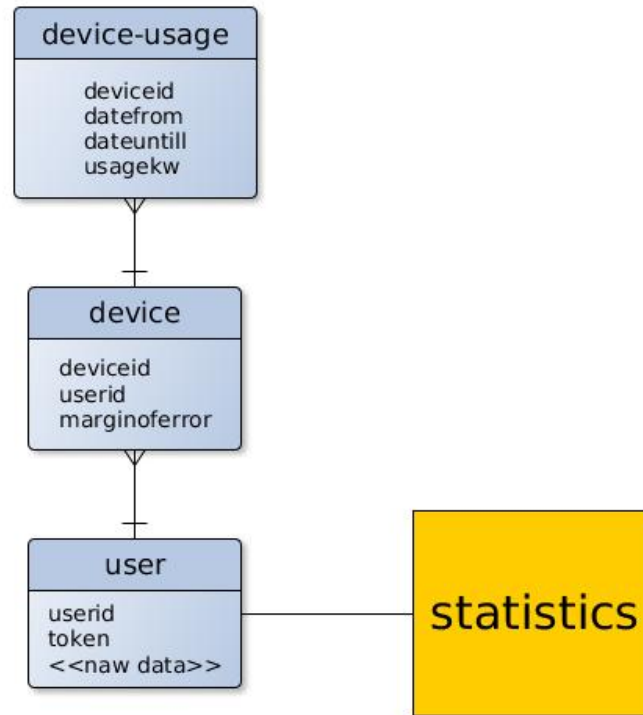 device-usage
deviceid
datefrom
dateuntill
usagekw
device
deviceid
userid
marginoferror
user
userid
token
<<naw data>>
statistics